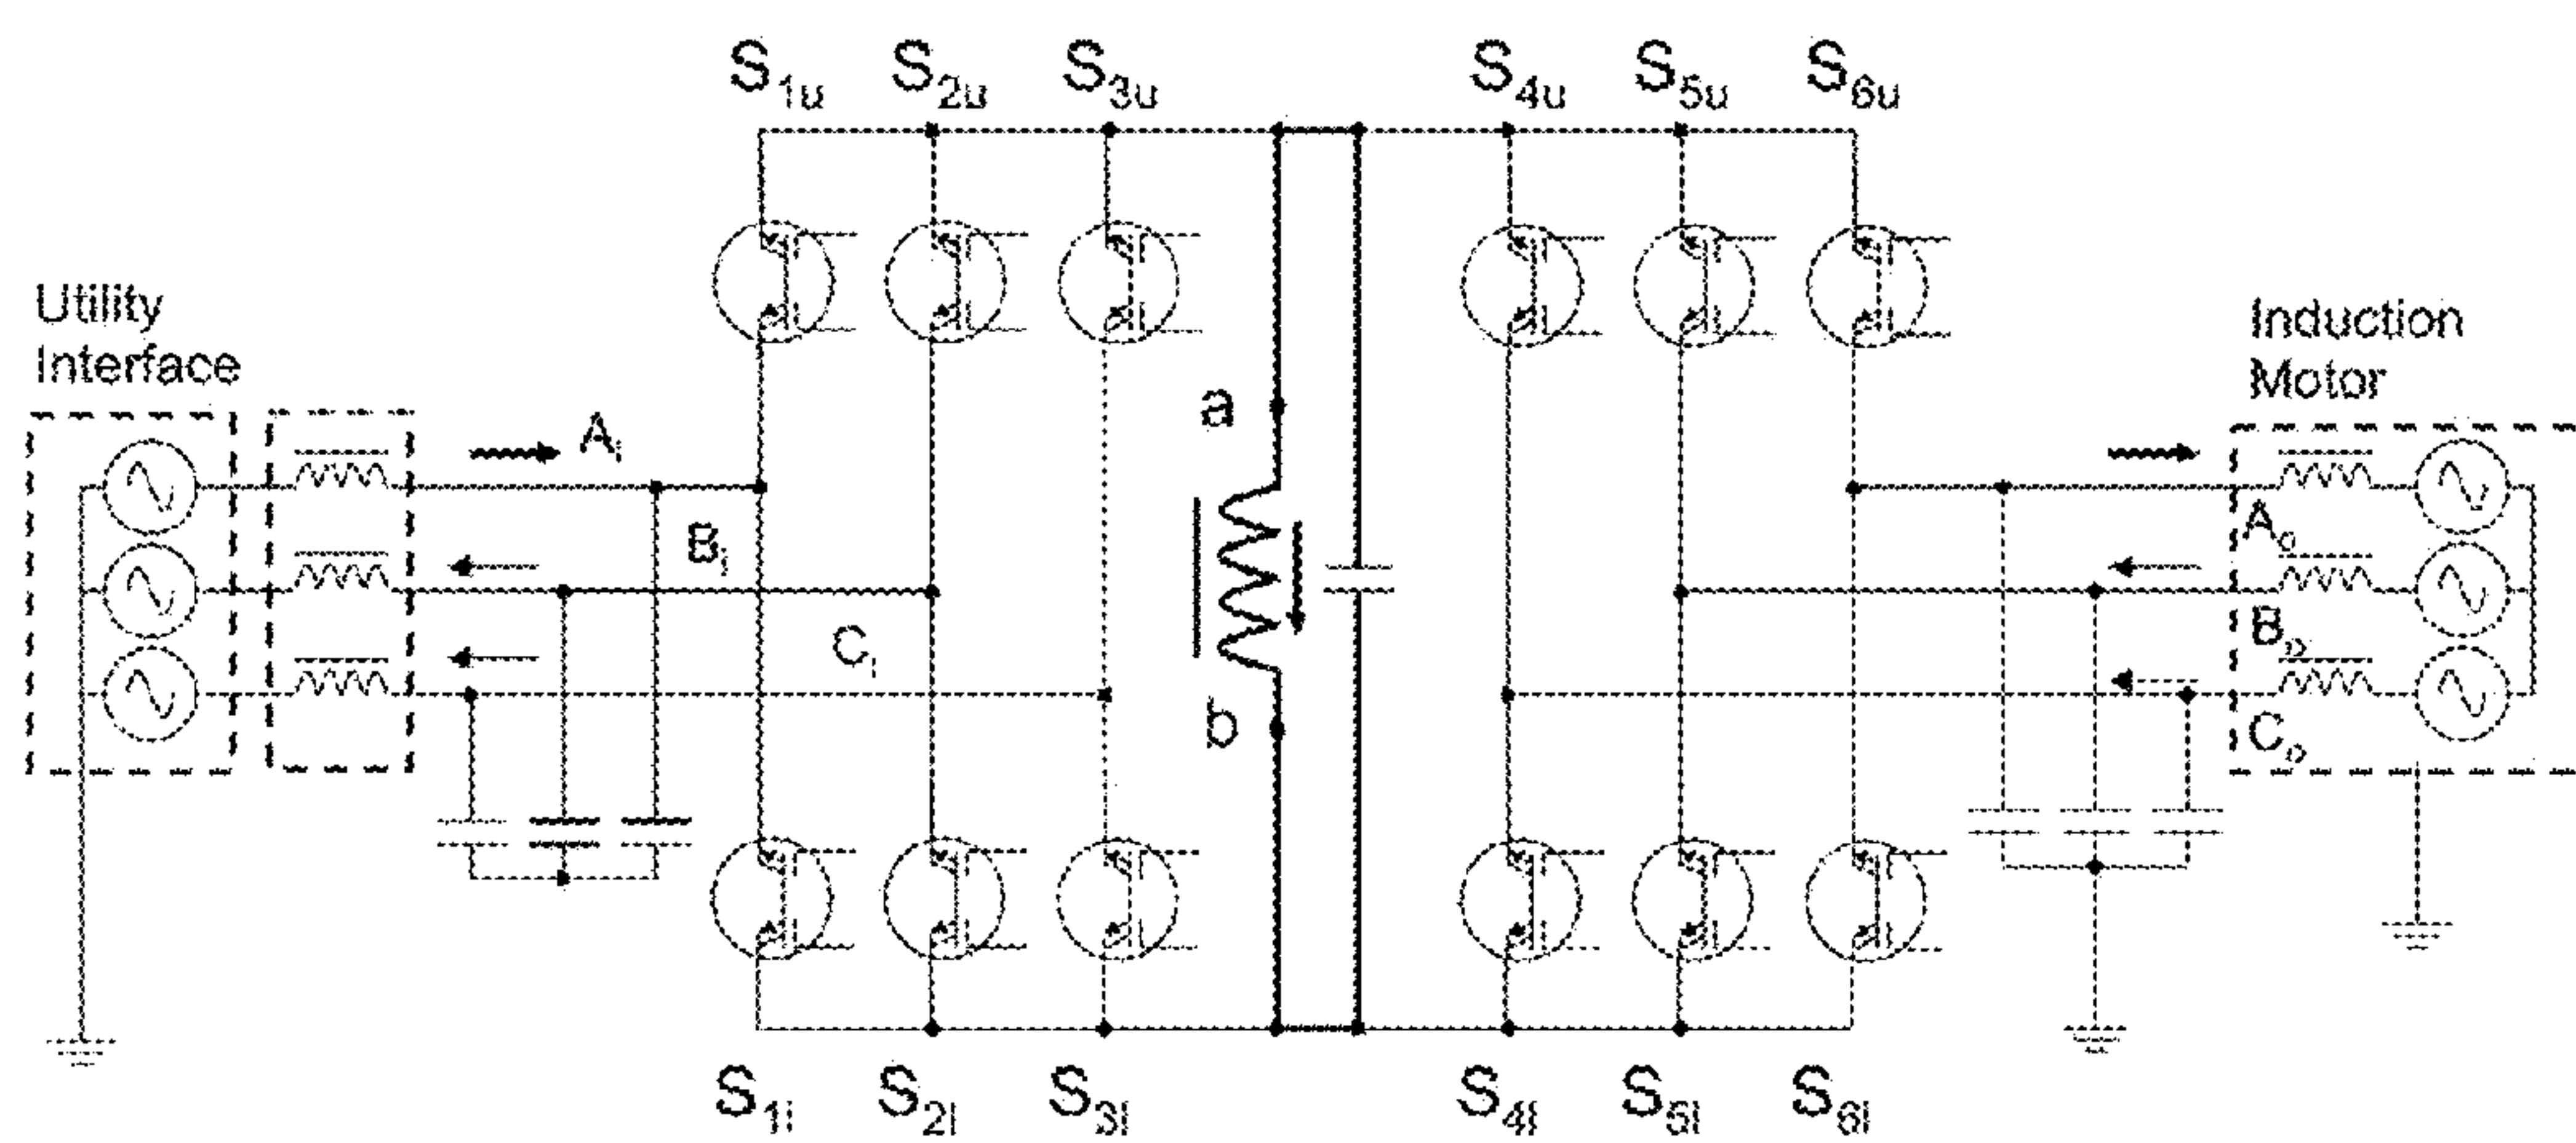 S1u S2u S3u S4u S5u S6u
Utility
Interface
Induction
Motor
a
Ai
Bi
Ci
b
Ao
Bo
Co
S1l S2l S3l S4l S5l S6l